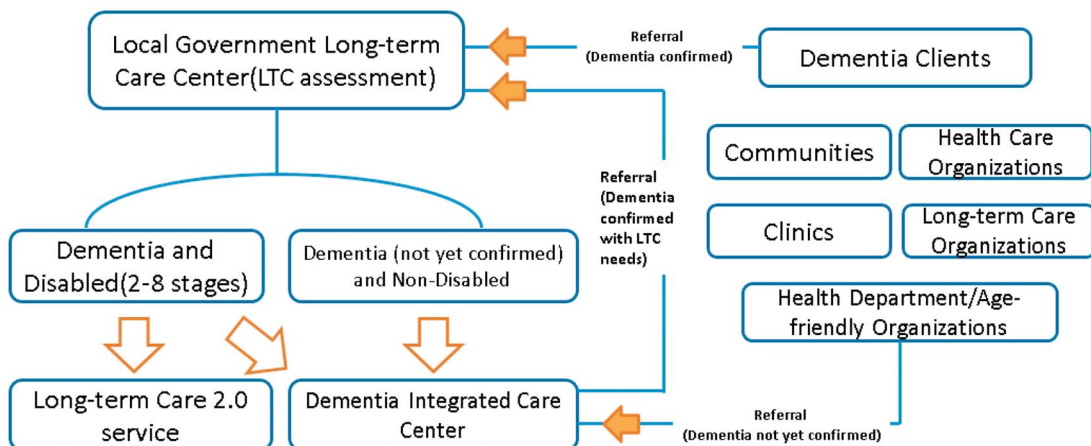 Local Government Long-term
Care Center(LTC assessment)
Referral
(Dementia confirmed)
Dementia Clients
Communities
Health Care
Organizations
Referral
(Dementia
confirmed
with LTC
needs)
Clinics
Long-term Care
Organizations
Dementia and
Disabled(2-8 stages)
Dementia (not yet confirmed)
and Non-Disabled
Health Department/Age-
friendly Organizations
Long-term Care 2.0
service
Dementia Integrated Care
Center
Referral
(Dementia not yet confirmed)